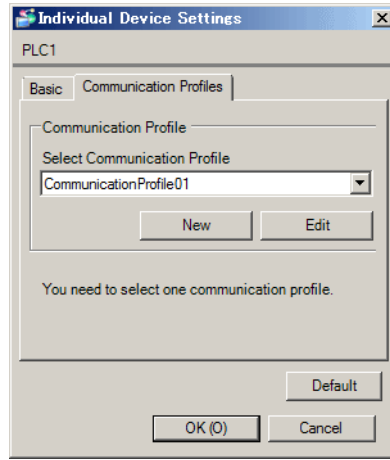 Individual Device Settings
PLC1
Basic
Communication Profiles
Communication Profile
Select Communication Profile
CommunicationProfile01
New
Edit
You need to select one communication profile.
Default
OK (O)
Cancel